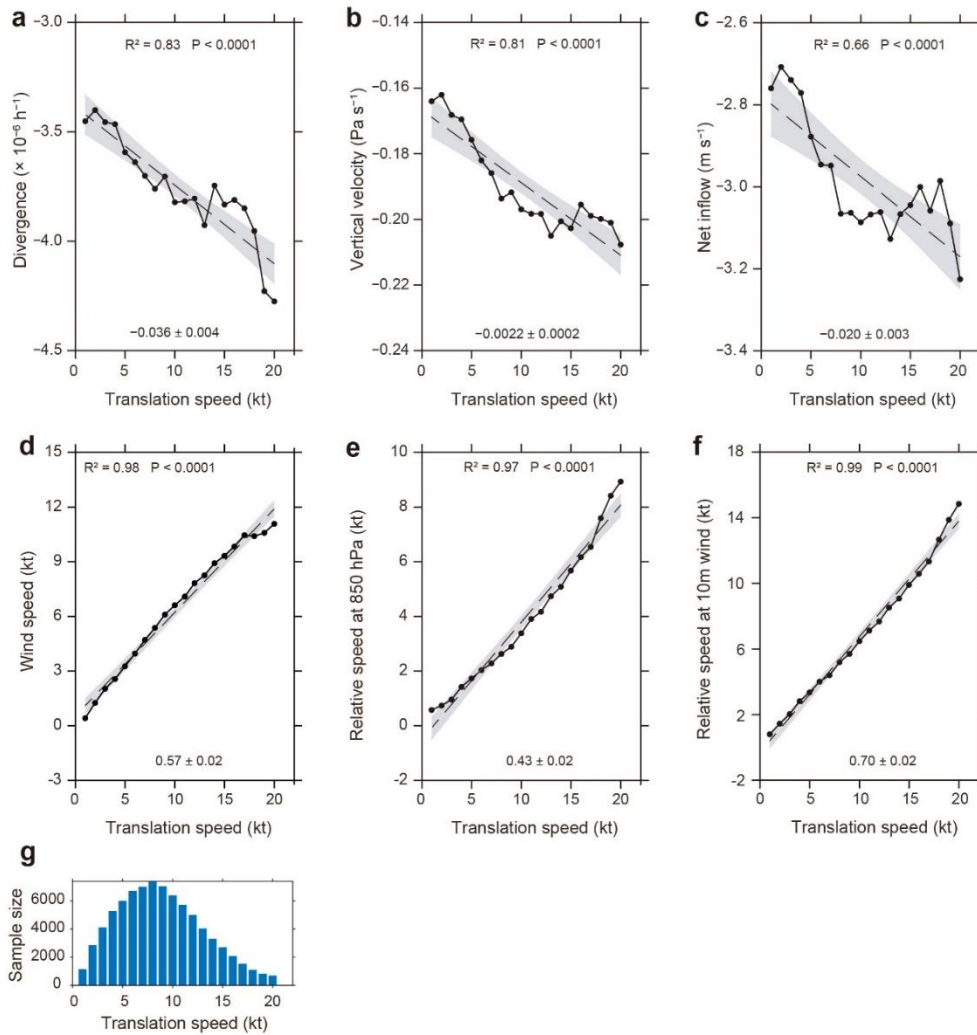 a
R² = 0.83 P < 0.0001
Divergence (× 10⁻⁶ h⁻¹)
−3.0
−3.5
−4.0
−4.5
−0.036 ± 0.004
0 5 10 15 20
Translation speed (kt)
b
R² = 0.81 P < 0.0001
Vertical velocity (Pa s⁻¹)
−0.14
−0.16
−0.18
−0.20
−0.22
−0.24
−0.0022 ± 0.0002
0 5 10 15 20
Translation speed (kt)
c
R² = 0.66 P < 0.0001
Net inflow (m s⁻¹)
−2.6
−2.8
−3.0
−3.2
−3.4
−0.020 ± 0.003
0 5 10 15 20
Translation speed (kt)
d
R² = 0.98 P < 0.0001
Wind speed (kt)
15
12
9
6
3
0
−3
0.57 ± 0.02
0 5 10 15 20
Translation speed (kt)
e
R² = 0.97 P < 0.0001
Relative speed at 850 hPa (kt)
10
8
6
4
2
0
−2
0.43 ± 0.02
0 5 10 15 20
Translation speed (kt)
f
R² = 0.99 P < 0.0001
Relative speed at 10m wind (kt)
18
14
10
6
2
-2
0.70 ± 0.02
0 5 10 15 20
Translation speed (kt)
g
Sample size
6000
4000
2000
0
0 5 10 15 20
Translation speed (kt)